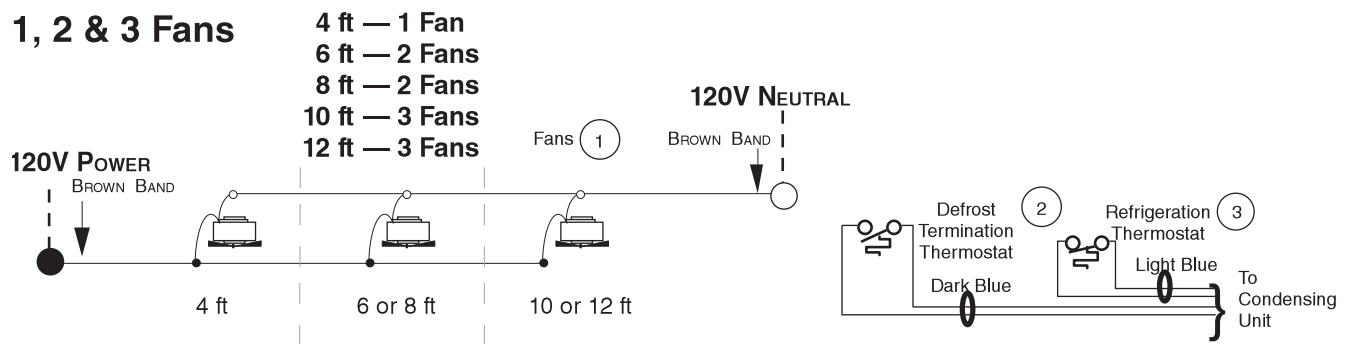 1, 2 & 3 Fans
4 ft — 1 Fan
6 ft — 2 Fans
8 ft — 2 Fans
10 ft — 3 Fans
12 ft — 3 Fans
120V POWER
BROWN BAND
Fans 1
120V NEUTRAL
BROWN BAND
4 ft
6 or 8 ft
10 or 12 ft
Defrost
Termination
Thermostat
2
Dark Blue
Refrigeration
Thermostat
3
Light Blue
To
Condensing
Unit